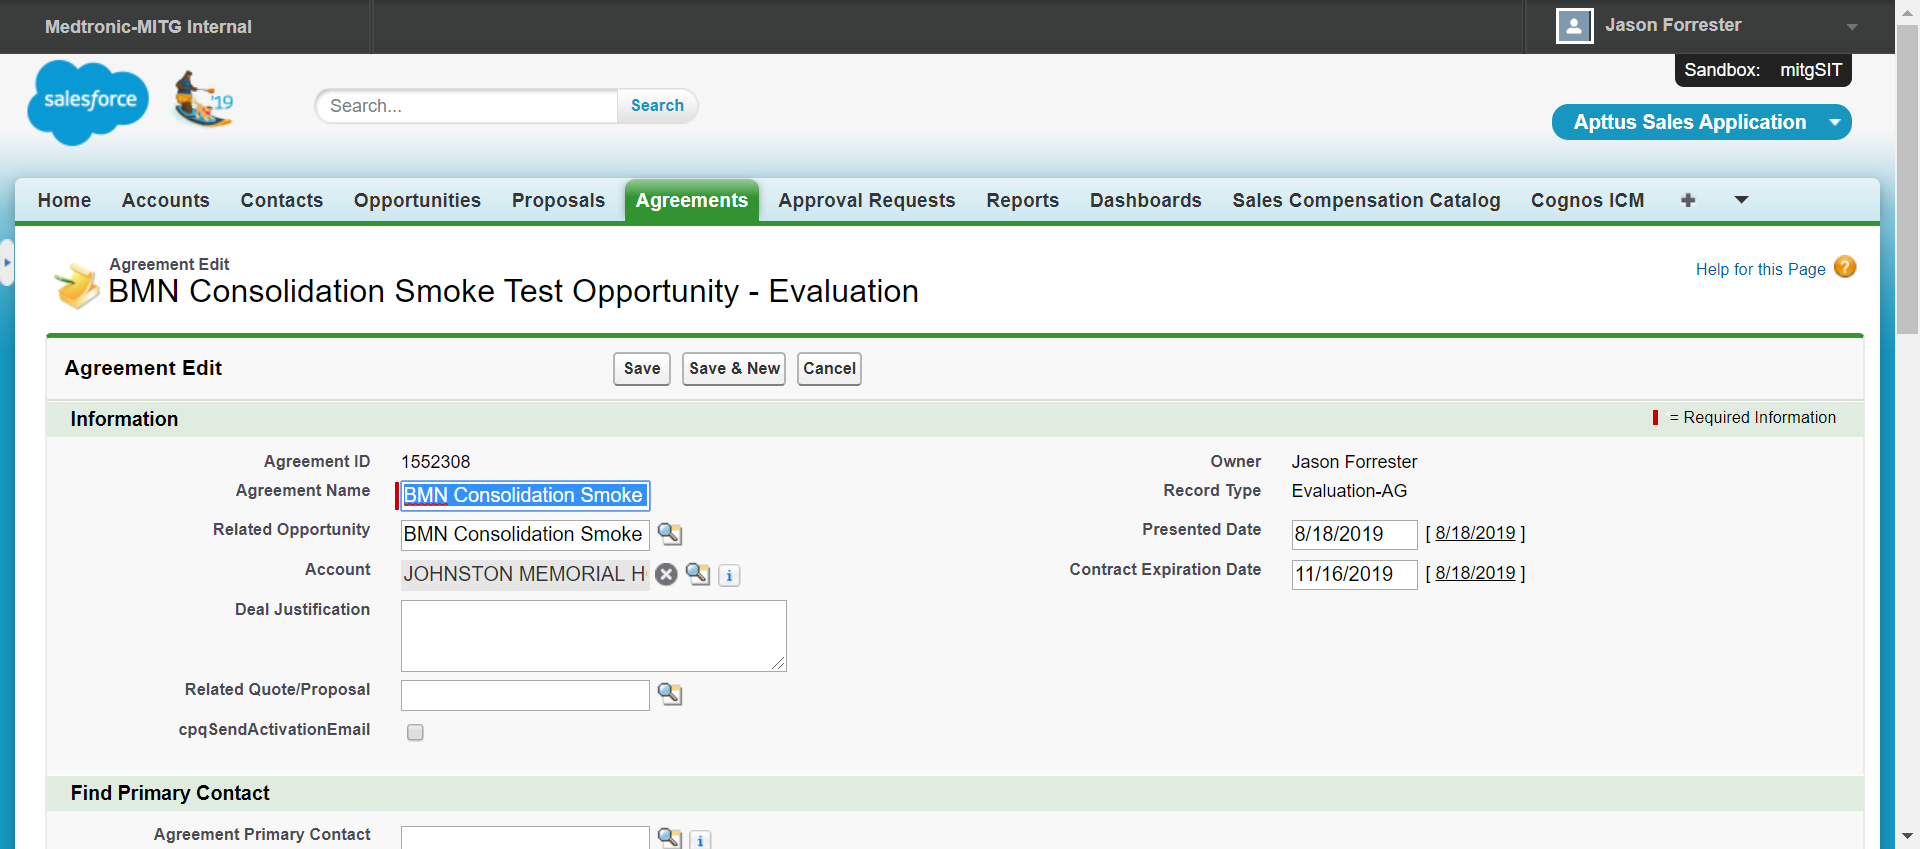 Medtronic-MITG Internal
Jason Forrester
Sandbox: mitgSIT
salesforce
'19
Search...
Search
Apttus Sales Application
Home Accounts Contacts Opportunities Proposals Agreements Approval Requests Reports Dashboards Sales Compensation Catalog Cognos ICM
Agreement Edit
BMN Consolidation Smoke Test Opportunity - Evaluation
Help for this Page ?
Agreement Edit
Save
Save & New
Cancel
Information
= Required Information
Agreement ID 1552308
Owner Jason Forrester
Agreement Name BMN Consolidation Smoke
Record Type Evaluation-AG
Related Opportunity BMN Consolidation Smoke
Presented Date 8/18/2019 [ 8/18/2019 ]
Account JOHNSTON MEMORIAL H
Contract Expiration Date 11/16/2019 [ 8/18/2019 ]
Deal Justification
Related Quote/Proposal
cpqSendActivationEmail
Find Primary Contact
Agreement Primary Contact